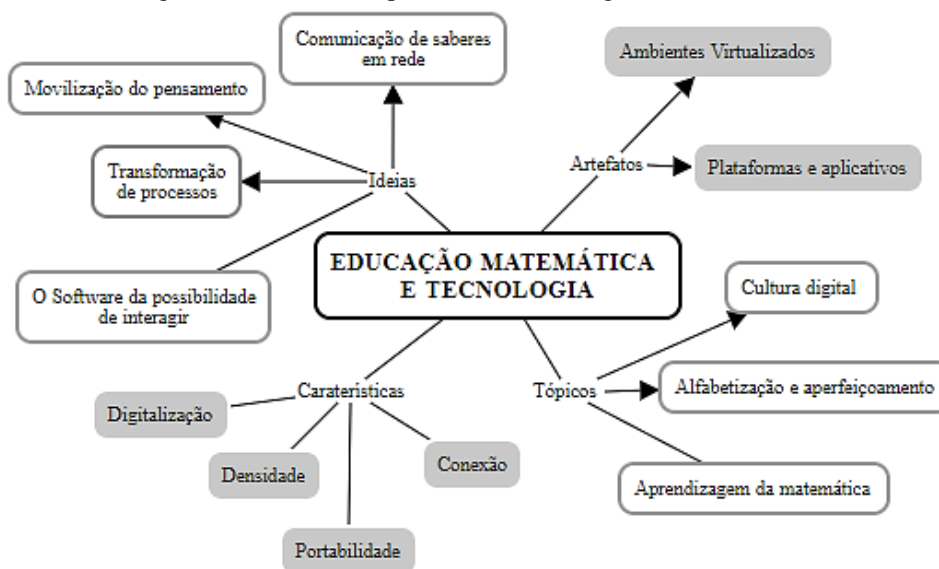 Comunicação de saberes
em rede
Ambientes Virtualizados
Movilização do pensamento
Artefatos
Plataformas e aplicativos
Transformação
de processos
Ideias
EDUCAÇÃO MATEMÁTICA
E TECNOLOGIA
O Software da possibilidade
de interagir
Cultura digital
Caraterísticas
Tópicos
Alfabetização e aperfeiçoamento
Digitalização
Densidade
Conexão
Aprendizagem da matemática
Portabilidade